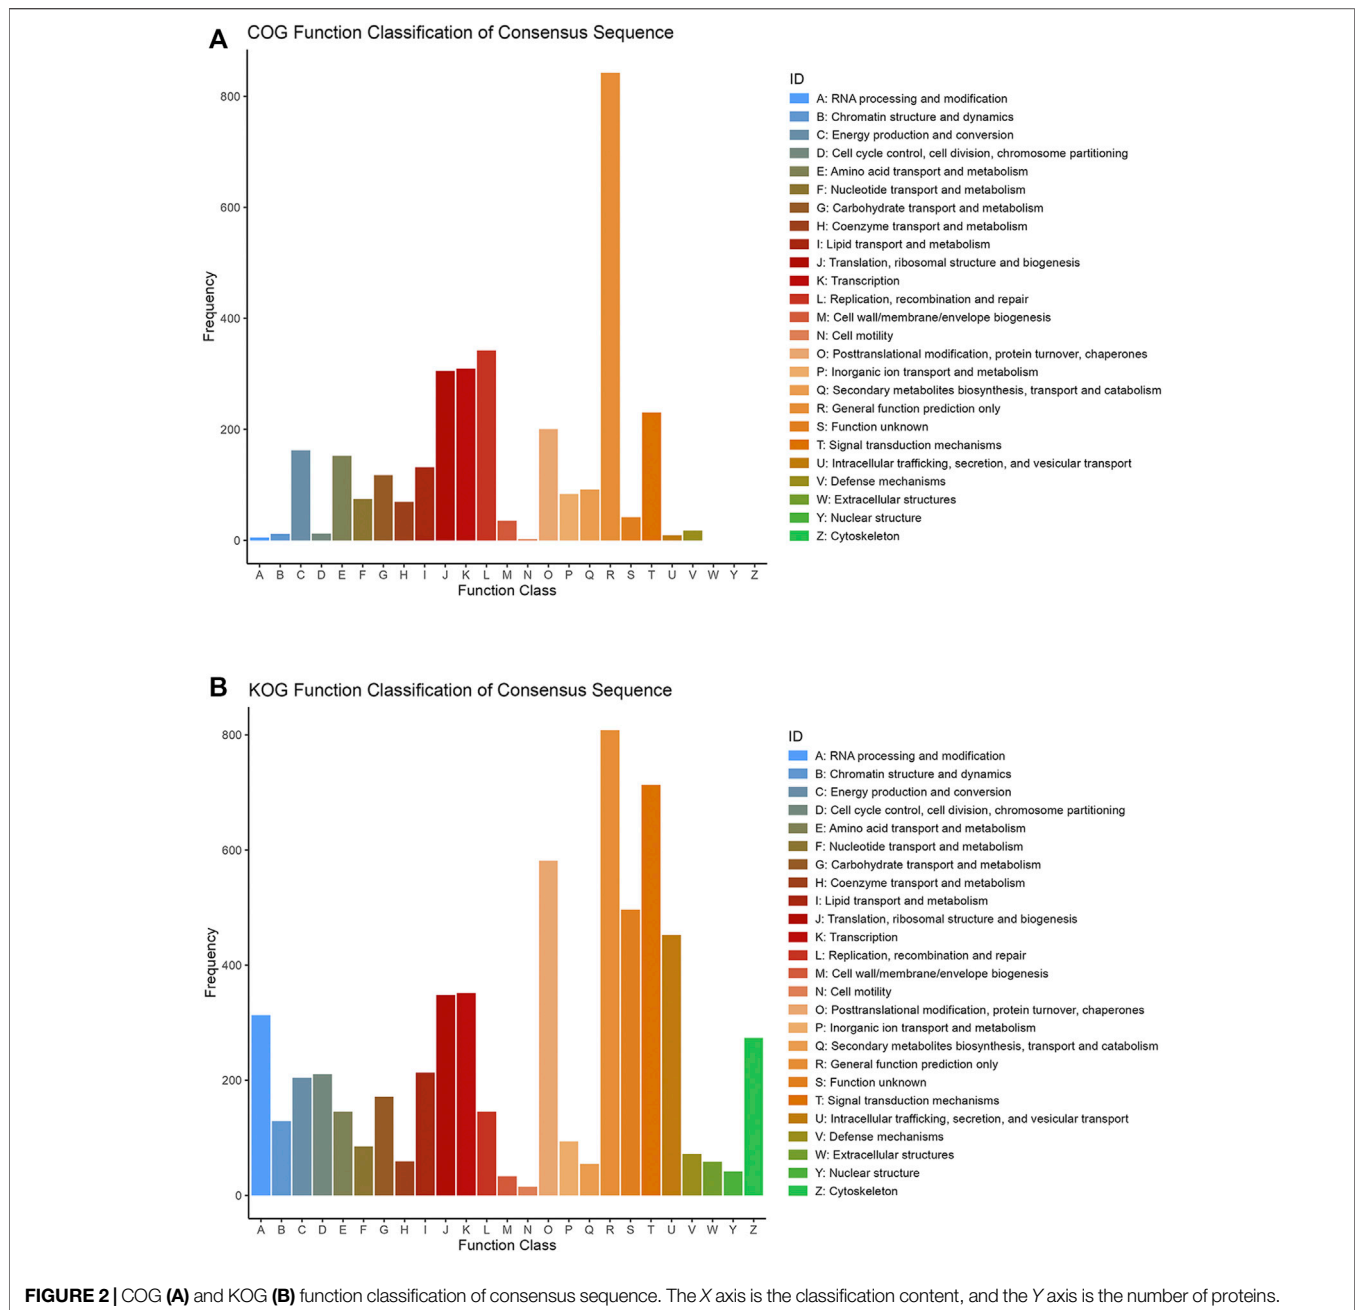 A COG Function Classification of Consensus Sequence
800
600
400
200
0
Frequency
A B C D E F G H I J K L M N O P Q R S T U V W Y Z
Function Class
ID
A: RNA processing and modification
B: Chromatin structure and dynamics
C: Energy production and conversion
D: Cell cycle control, cell division, chromosome partitioning
E: Amino acid transport and metabolism
F: Nucleotide transport and metabolism
G: Carbohydrate transport and metabolism
H: Coenzyme transport and metabolism
I: Lipid transport and metabolism
J: Translation, ribosomal structure and biogenesis
K: Transcription
L: Replication, recombination and repair
M: Cell wall/membrane/envelope biogenesis
N: Cell motility
O: Posttranslational modification, protein turnover, chaperones
P: Inorganic ion transport and metabolism
Q: Secondary metabolites biosynthesis, transport and catabolism
R: General function prediction only
S: Function unknown
T: Signal transduction mechanisms
U: Intracellular trafficking, secretion, and vesicular transport
V: Defense mechanisms
W: Extracellular structures
Y: Nuclear structure
Z: Cytoskeleton
B KOG Function Classification of Consensus Sequence
800
600
400
200
0
Frequency
A B C D E F G H I J K L M N O P Q R S T U V W Y Z
Function Class
ID
A: RNA processing and modification
B: Chromatin structure and dynamics
C: Energy production and conversion
D: Cell cycle control, cell division, chromosome partitioning
E: Amino acid transport and metabolism
F: Nucleotide transport and metabolism
G: Carbohydrate transport and metabolism
H: Coenzyme transport and metabolism
I: Lipid transport and metabolism
J: Translation, ribosomal structure and biogenesis
K: Transcription
L: Replication, recombination and repair
M: Cell wall/membrane/envelope biogenesis
N: Cell motility
O: Posttranslational modification, protein turnover, chaperones
P: Inorganic ion transport and metabolism
Q: Secondary metabolites biosynthesis, transport and catabolism
R: General function prediction only
S: Function unknown
T: Signal transduction mechanisms
U: Intracellular trafficking, secretion, and vesicular transport
V: Defense mechanisms
W: Extracellular structures
Y: Nuclear structure
Z: Cytoskeleton
FIGURE 2 | COG (A) and KOG (B) function classification of consensus sequence. The X axis is the classification content, and the Y axis is the number of proteins.